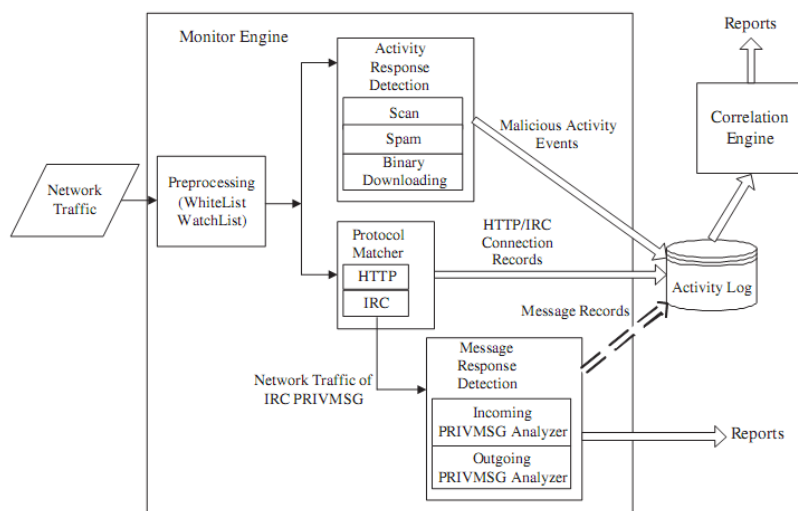 Monitor Engine
Network
Traffic
Preprocessing
(WhiteList
WatchList)
Activity
Response
Detection
Scan
Spam
Binary
Downloading
Protocol
Matcher
HTTP
IRC
Network Traffic of
IRC PRIVMSG
Message
Response
Detection
Incoming
PRIVMSG Analyzer
Outgoing
PRIVMSG Analyzer
Malicious Activity
Events
HTTP/IRC
Connection
Records
Message Records
Activity Log
Correlation
Engine
Reports
Reports